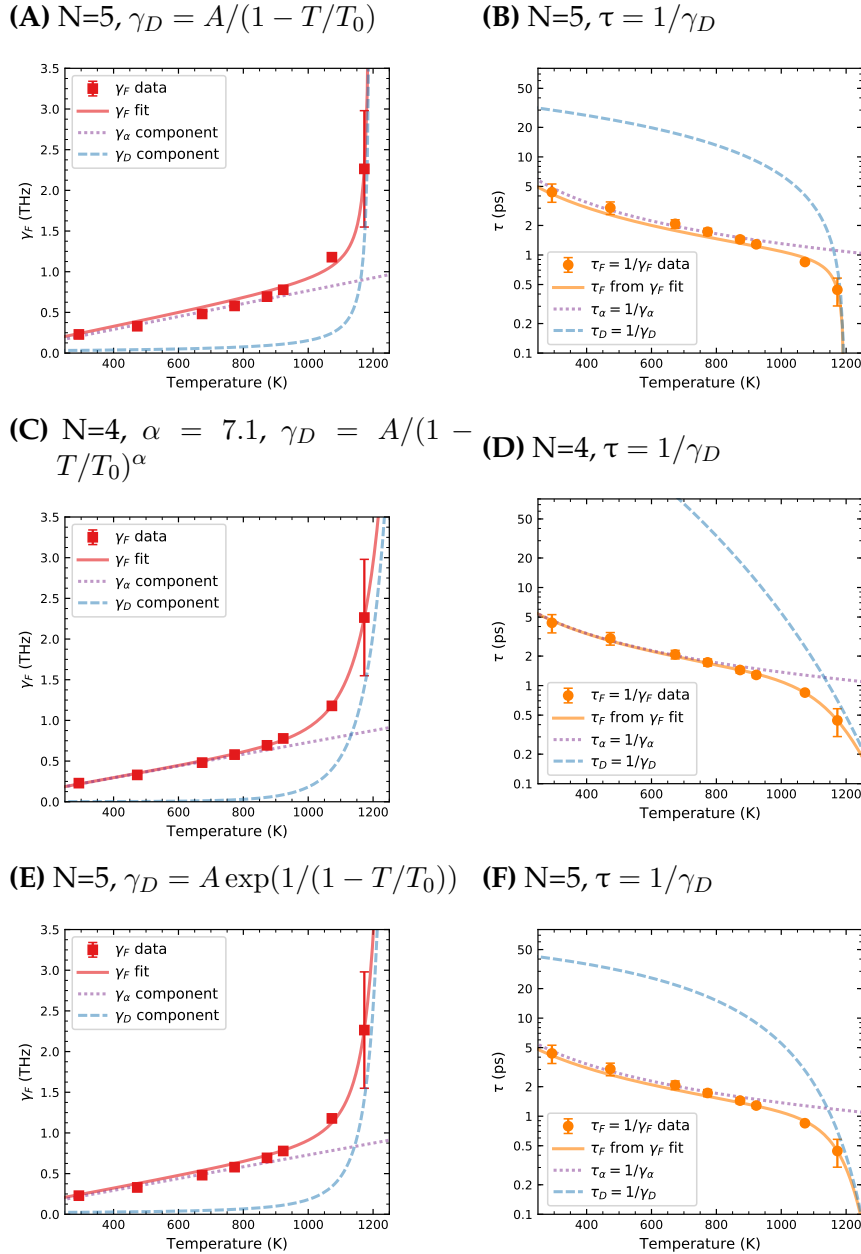 (A) N=5, γ_D = A/(1 − T/T_0)
3.5
3.0
2.5
2.0
1.5
1.0
0.5
0.0
γ_F (THz)
γ_F data
γ_F fit
γ_α component
γ_D component
400 600 800 1000 1200
Temperature (K)
(B) N=5, τ = 1/γ_D
50
20
10
5
2
1
0.5
0.2
0.1
τ (ps)
τ_F = 1/γ_F data
τ_F from γ_F fit
τ_α = 1/γ_α
τ_D = 1/γ_D
400 600 800 1000 1200
Temperature (K)
(C) N=4, α = 7.1, γ_D = A/(1 −
T/T_0)^α
3.5
3.0
2.5
2.0
1.5
1.0
0.5
0.0
γ_F (THz)
γ_F data
γ_F fit
γ_α component
γ_D component
400 600 800 1000 1200
Temperature (K)
(D) N=4, τ = 1/γ_D
50
20
10
5
2
1
0.5
0.2
0.1
τ (ps)
τ_F = 1/γ_F data
τ_F from γ_F fit
τ_α = 1/γ_α
τ_D = 1/γ_D
400 600 800 1000 1200
Temperature (K)
(E) N=5, γ_D = A exp(1/(1 − T/T_0))
3.5
3.0
2.5
2.0
1.5
1.0
0.5
0.0
γ_F (THz)
γ_F data
γ_F fit
γ_α component
γ_D component
400 600 800 1000 1200
Temperature (K)
(F) N=5, τ = 1/γ_D
50
20
10
5
2
1
0.5
0.2
0.1
τ (ps)
τ_F = 1/γ_F data
τ_F from γ_F fit
τ_α = 1/γ_α
τ_D = 1/γ_D
400 600 800 1000 1200
Temperature (K)